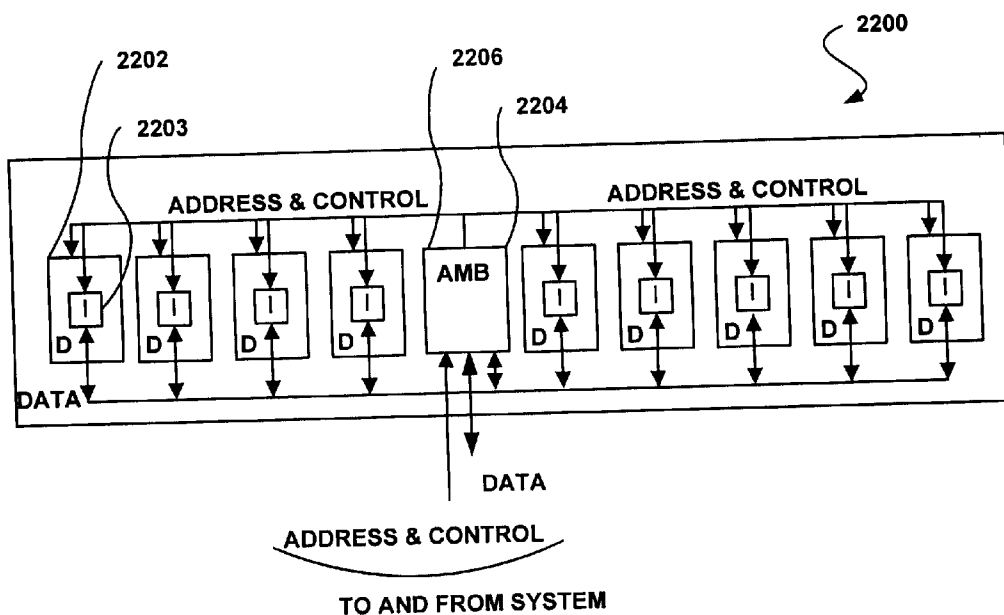 2200
2202
2206
2204
2203
ADDRESS & CONTROL
ADDRESS & CONTROL
AMB
I
I
I
I
I
I
I
I
I
D
D
D
D
D
D
D
D
D
DATA
DATA
ADDRESS & CONTROL
TO AND FROM SYSTEM